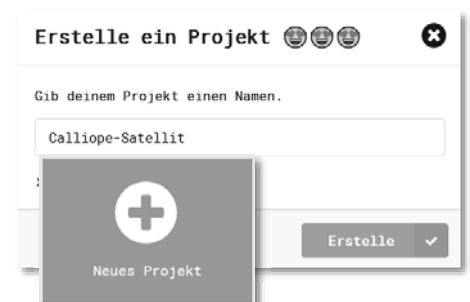 Erstelle ein Projekt 🤩🤩🤩
Gib deinem Projekt einen Namen.
Calliope-Satellit
Neues Projekt
Erstelle